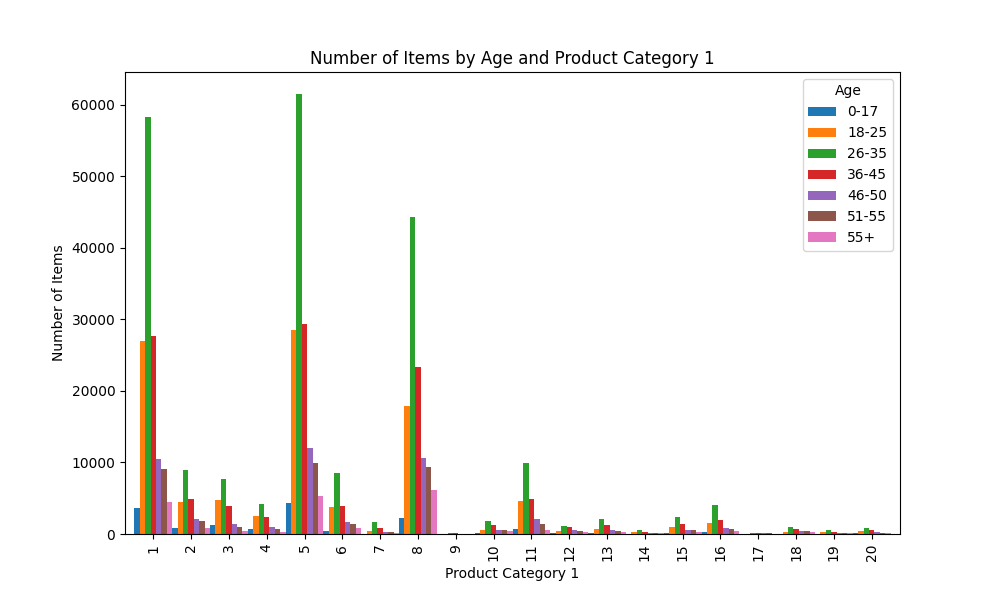 Number of Items by Age and Product Category 1
Number of Items
60000
50000
40000
30000
20000
10000
0
Age
0-17
18-25
26-35
36-45
46-50
51-55
55+
1 2 3 4 5 6 7 8 9 10 11 12 13 14 15 16 17 18 19 20
Product Category 1